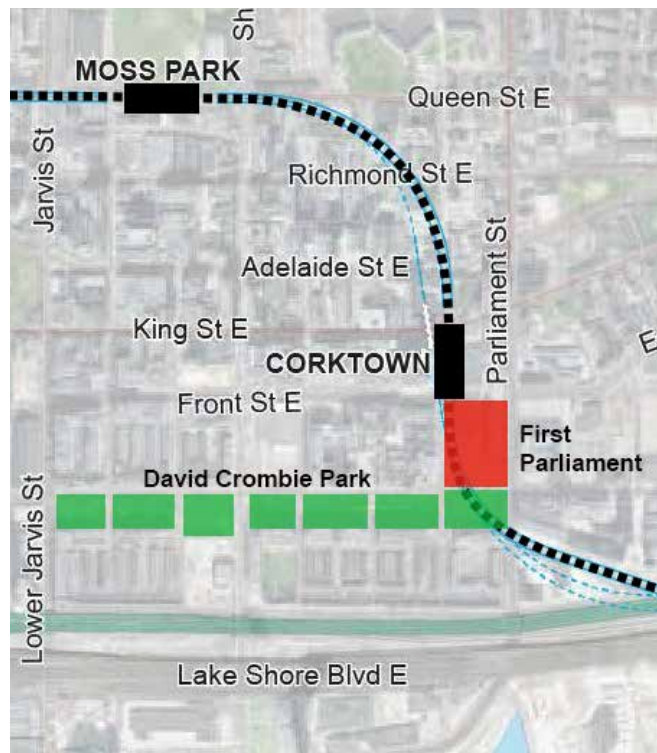 Sh
MOSS PARK
Queen St E
Jarvis St
Richmond St E
Parliament St
Adelaide St E
King St E
E
CORKTOWN
Front St E
First
Parliament
David Crombie Park
Lower Jarvis St
Lake Shore Blvd E